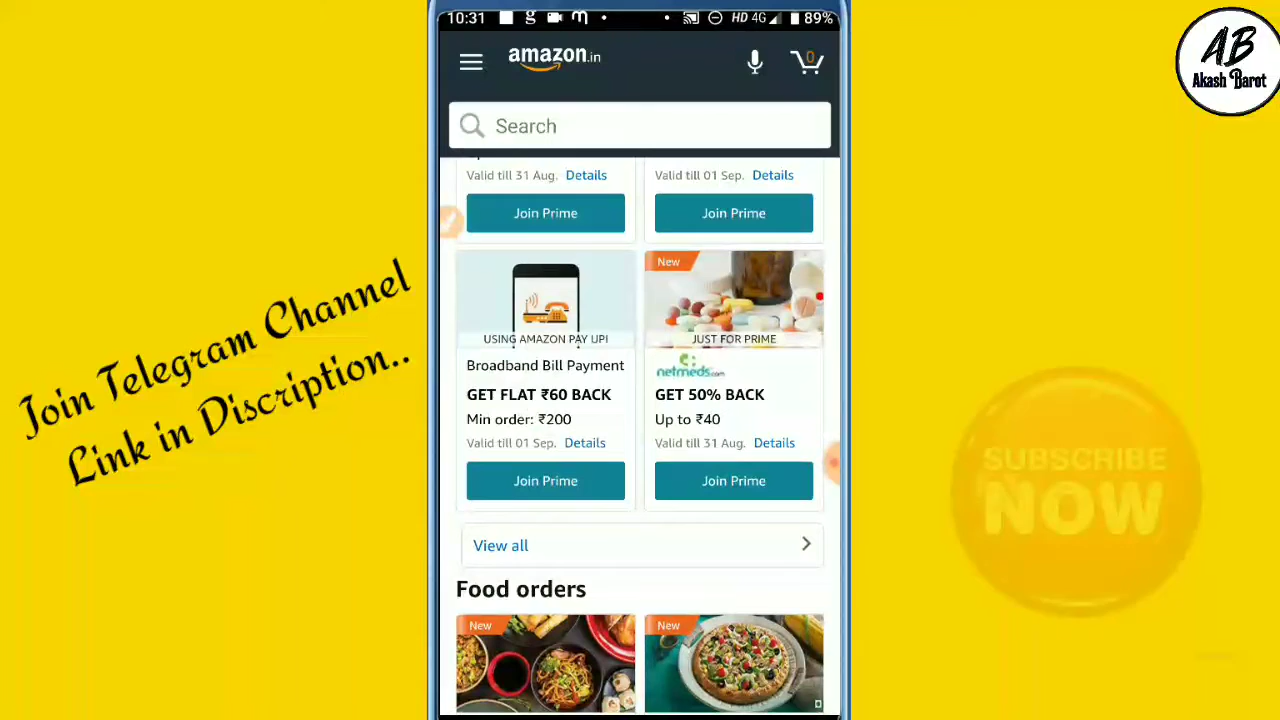 10:31
HD 4G
89%
AB
Akash Barot
amazon.in
0
Search
Valid till 31 Aug. Details
Valid till 01 Sep. Details
Join Prime
Join Prime
New
USING AMAZON PAY UPI
JUST FOR PRIME
Broadband Bill Payment
netmeds.com
GET FLAT ₹60 BACK
GET 50% BACK
Min order: ₹200
Up to ₹40
Valid till 01 Sep. Details
Valid till 31 Aug. Details
Join Prime
Join Prime
View all
Food orders
New
New
Join Telegram Channel
Link in Discription..
SUBSCRIBE
NOW